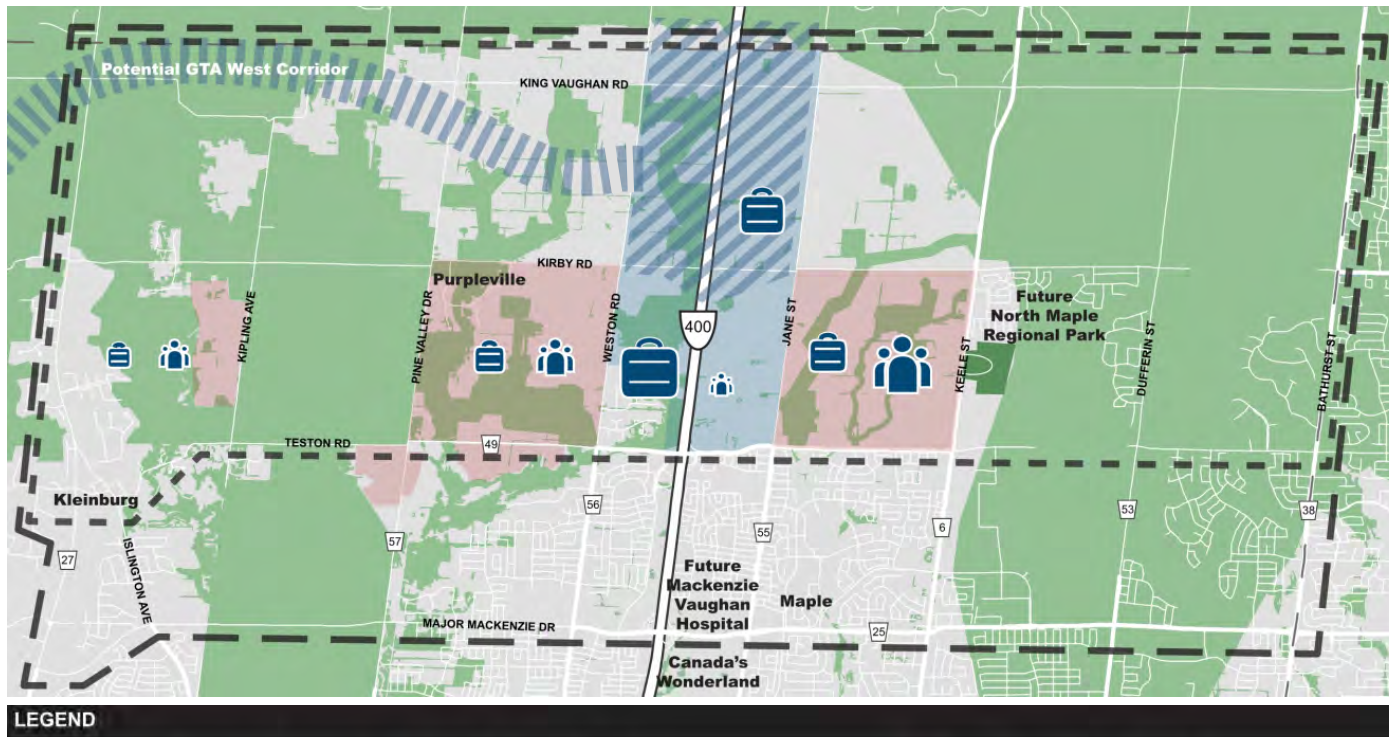 Potential GTA West Corridor
KING VAUGHAN RD
KIRBY RD
Purpleville
KIPLING AVE
PINE VALLEY DR
WESTON RD
400
JANE ST
KEELE ST
Future
North Maple
Regional Park
DUFFERIN ST
BATHURST ST
TESTON RD
49
Kleinburg
56
55
6
53
38
27
ISLINGTON AVE
57
Future
Mackenzie
Vaughan
Hospital
Maple
MAJOR MACKENZIE DR
25
Canada's
Wonderland
LEGEND